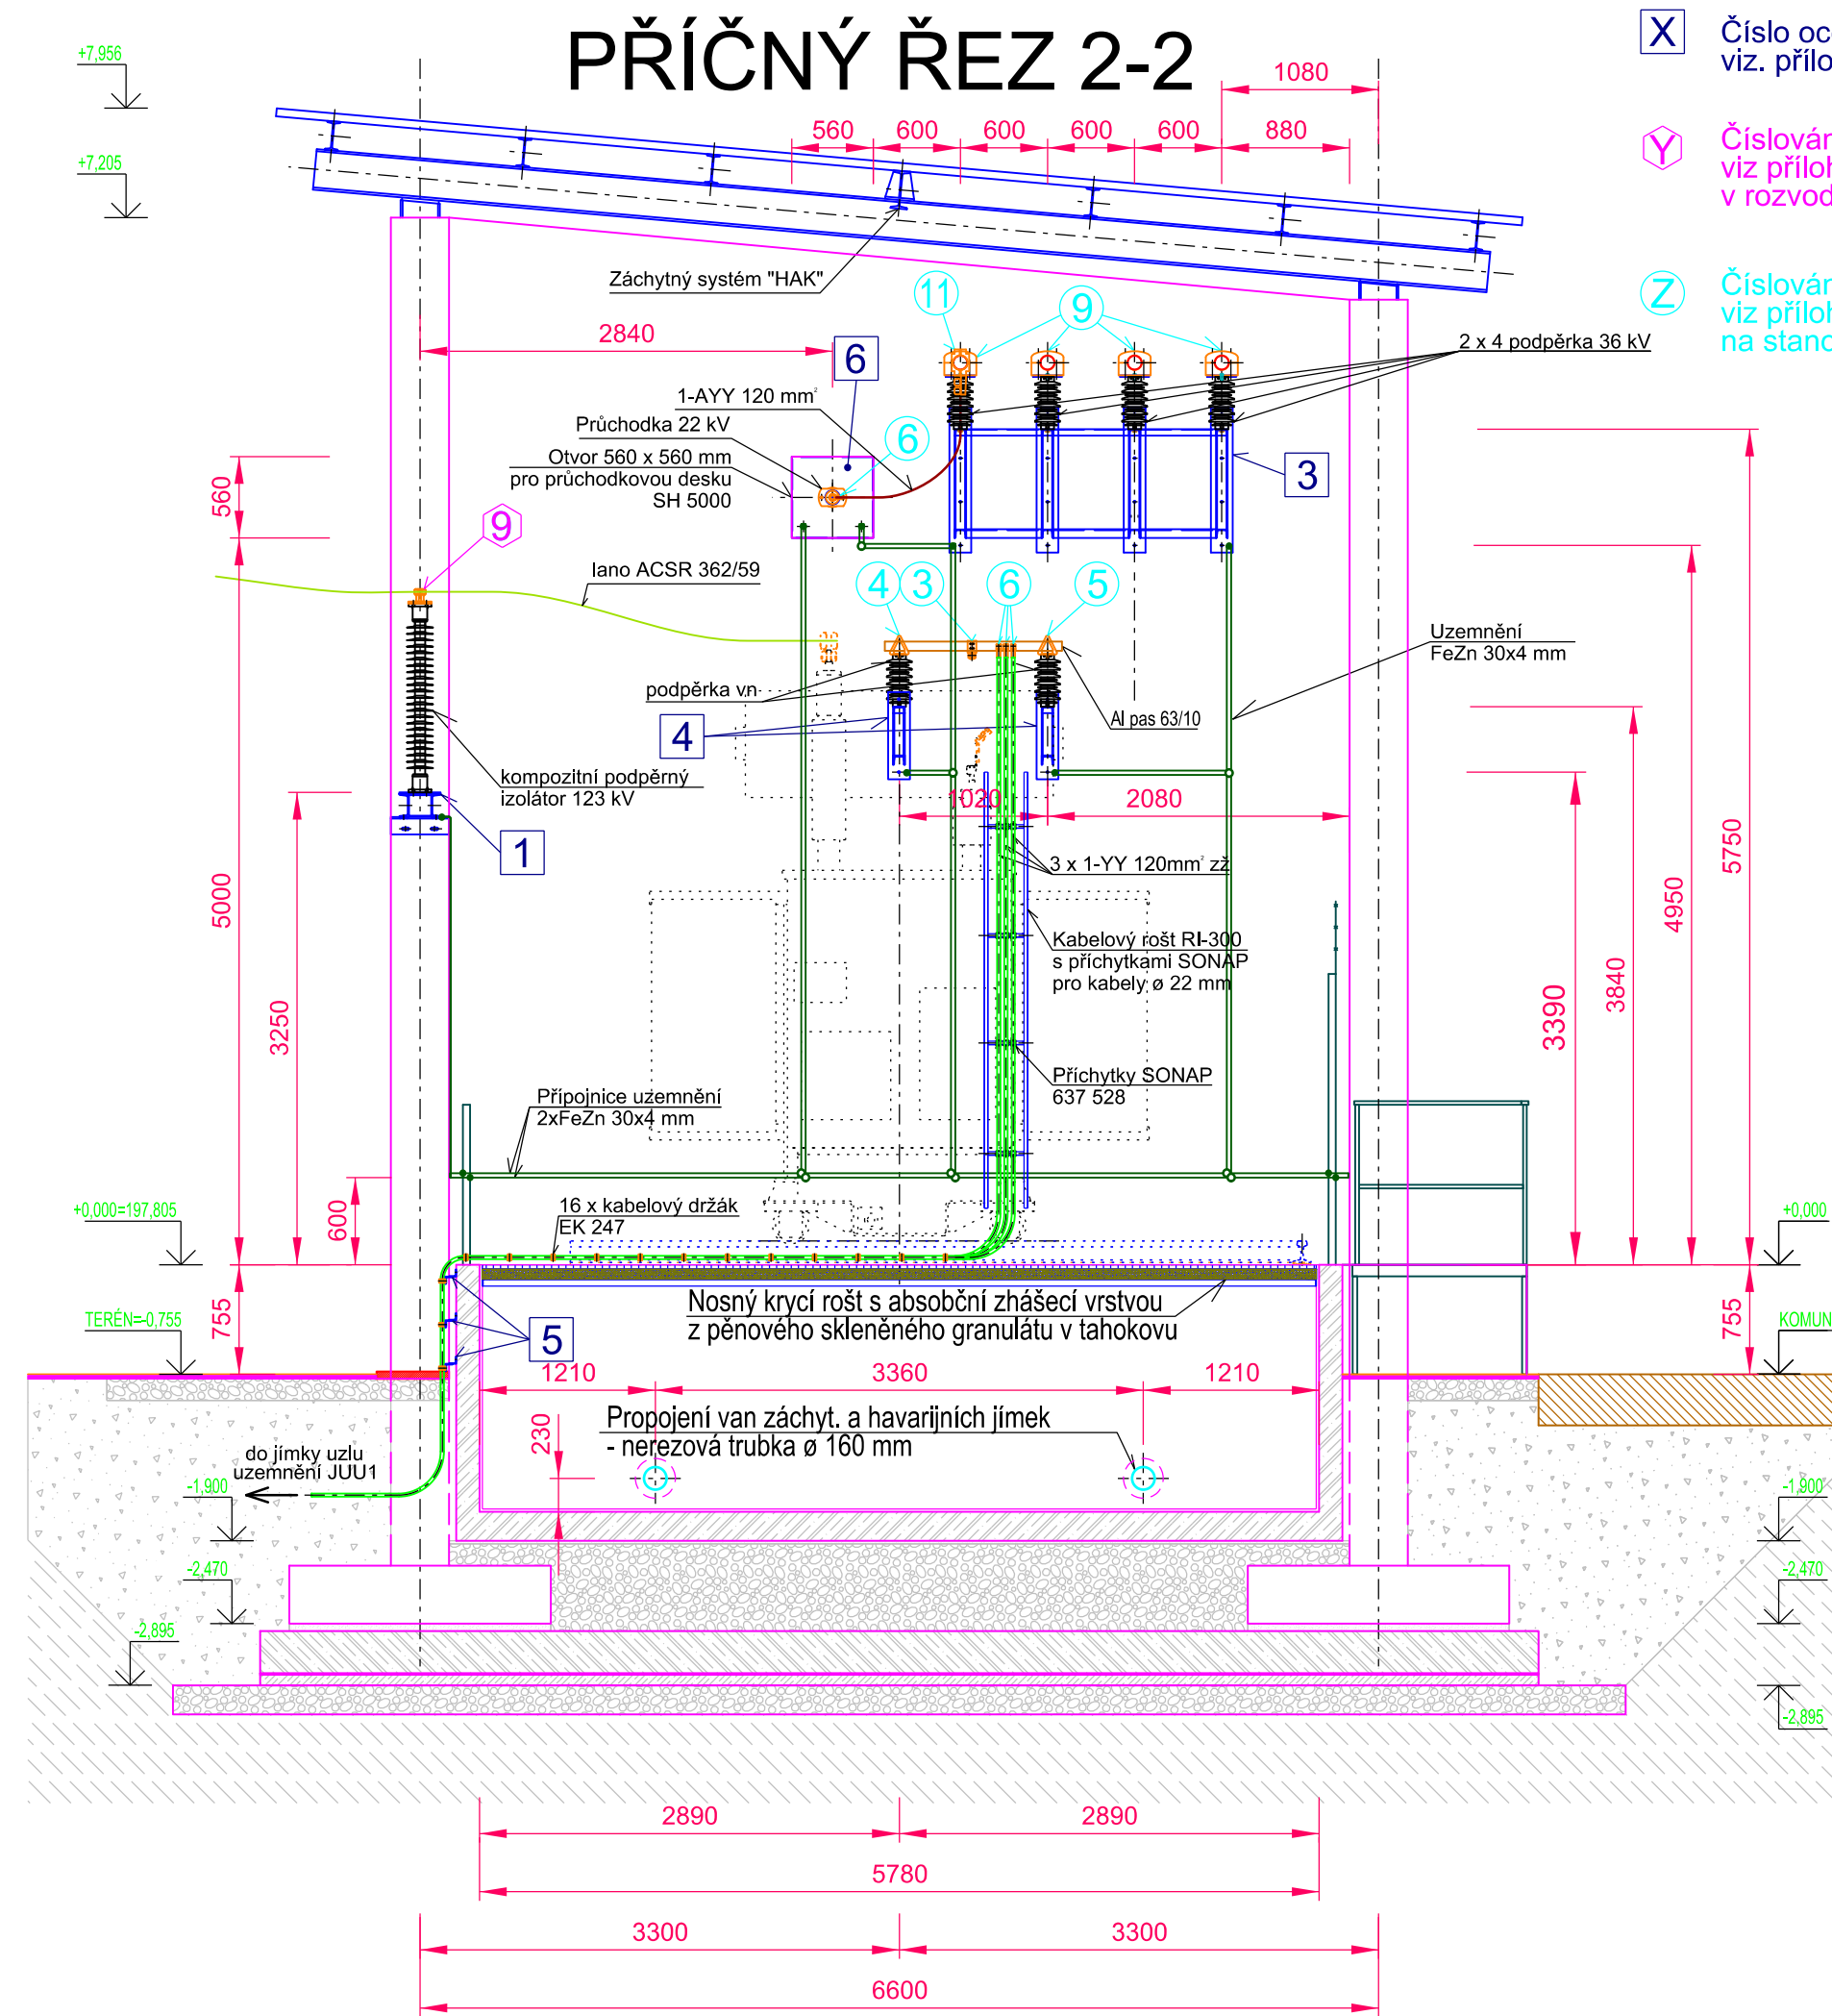 PŘÍČNÝ ŘEZ 2-2
X
Číslo
viz.
Y
Číslování
viz
v
Z
Číslování
viz
na
+7,956
+7,205
1080
560
600
600
600
600
880
Záchytný systém "HAK"
11
9
2 x 4 podpěrka 36 kV
2840
6
1-AYY 120 mm²
Průchodka 22 kV
6
Otvor 560 x 560 mm
pro průchodkovou desku
SH 5000
3
560
9
lano ACSR 362/59
4
3
6
5
Uzemnění
FeZn 30x4 mm
podpěrka vn
Al pas 63/10
4
kompozitní podpěrný
izolátor 123 kV
1020
2080
1
3 x 1-YY 120mm² zž
5000
3250
5750
4950
3840
3390
Kabelový rošt RI-300
s příchytkami SONAP
pro kabely ø 22 mm
Příchytky SONAP
637 528
Přípojnice uzemnění
2xFeZn 30x4 mm
16 x kabelový držák
EK 247
+0,000=197,805
600
+0,000
Nosný krycí rošt s absobční zhášecí vrstvou
z pěnového skleněného granulátu v tahokovu
TERÉN=-0,755
755
5
755
KOMUN
1210
3360
1210
Propojení van záchyt. a havarijních jímek
- nerezová trubka ø 160 mm
230
do jímky uzlu
uzemnění JUU1
-1,900
-1,900
-2,470
-2,470
-2,895
-2,895
2890
2890
5780
3300
3300
6600